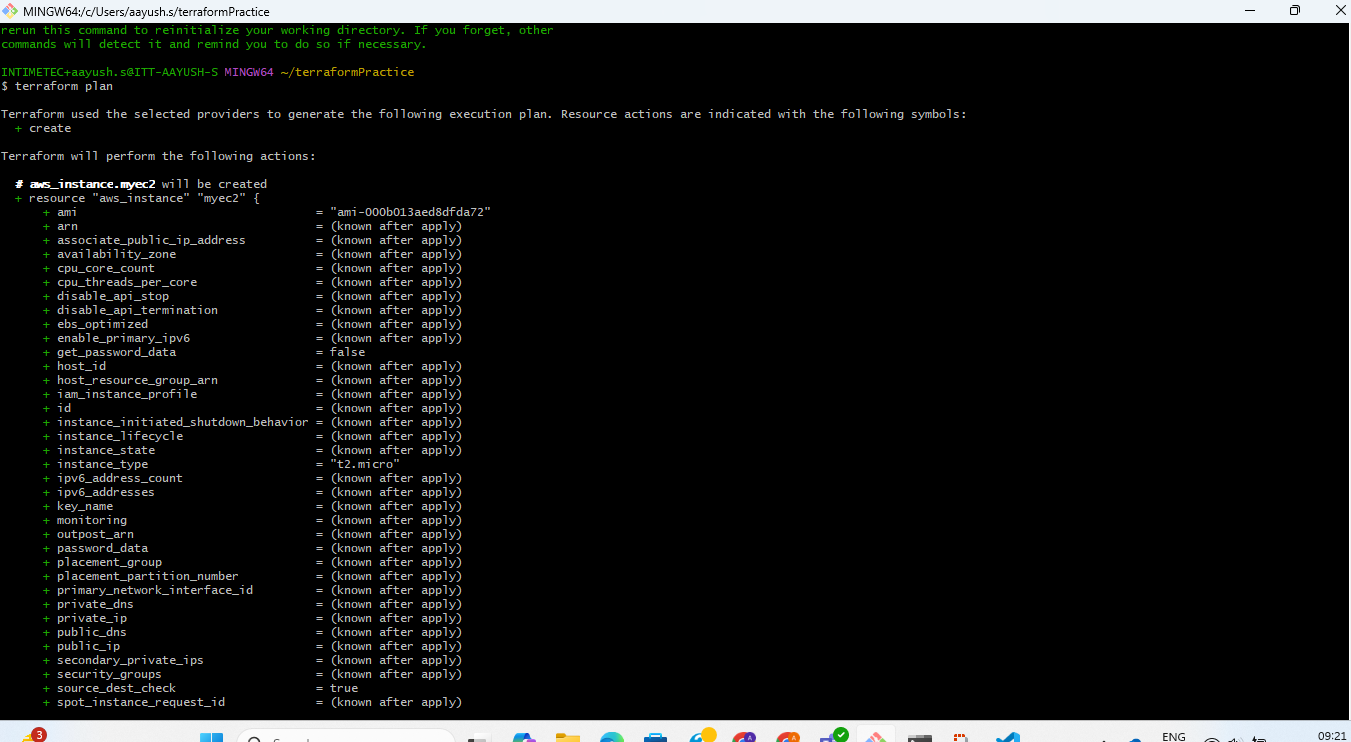 MINGW64:/c/Users/aayush.s/terraformPractice
rerun this command to reinitialize your working directory. If you forget, other
commands will detect it and remind you to do so if necessary.
INTIMETEC+aayush.s@ITT-AAYUSH-S MINGW64 ~/terraformPractice
$ terraform plan
Terraform used the selected providers to generate the following execution plan. Resource actions are indicated with the following symbols:
+ create
Terraform will perform the following actions:
# aws_instance.myec2 will be created
+ resource "aws_instance" "myec2" {
+ ami = "ami-000b013aed8dfda72"
+ arn = (known after apply)
+ associate_public_ip_address = (known after apply)
+ availability_zone = (known after apply)
+ cpu_core_count = (known after apply)
+ cpu_threads_per_core = (known after apply)
+ disable_api_stop = (known after apply)
+ disable_api_termination = (known after apply)
+ ebs_optimized = (known after apply)
+ enable_primary_ipv6 = (known after apply)
+ get_password_data = false
+ host_id = (known after apply)
+ host_resource_group_arn = (known after apply)
+ iam_instance_profile = (known after apply)
+ id = (known after apply)
+ instance_initiated_shutdown_behavior = (known after apply)
+ instance_lifecycle = (known after apply)
+ instance_state = (known after apply)
+ instance_type = "t2.micro"
+ ipv6_address_count = (known after apply)
+ ipv6_addresses = (known after apply)
+ key_name = (known after apply)
+ monitoring = (known after apply)
+ outpost_arn = (known after apply)
+ password_data = (known after apply)
+ placement_group = (known after apply)
+ placement_partition_number = (known after apply)
+ primary_network_interface_id = (known after apply)
+ private_dns = (known after apply)
+ private_ip = (known after apply)
+ public_dns = (known after apply)
+ public_ip = (known after apply)
+ secondary_private_ips = (known after apply)
+ security_groups = (known after apply)
+ source_dest_check = true
+ spot_instance_request_id = (known after apply)
3
A
A
ENG
09:21